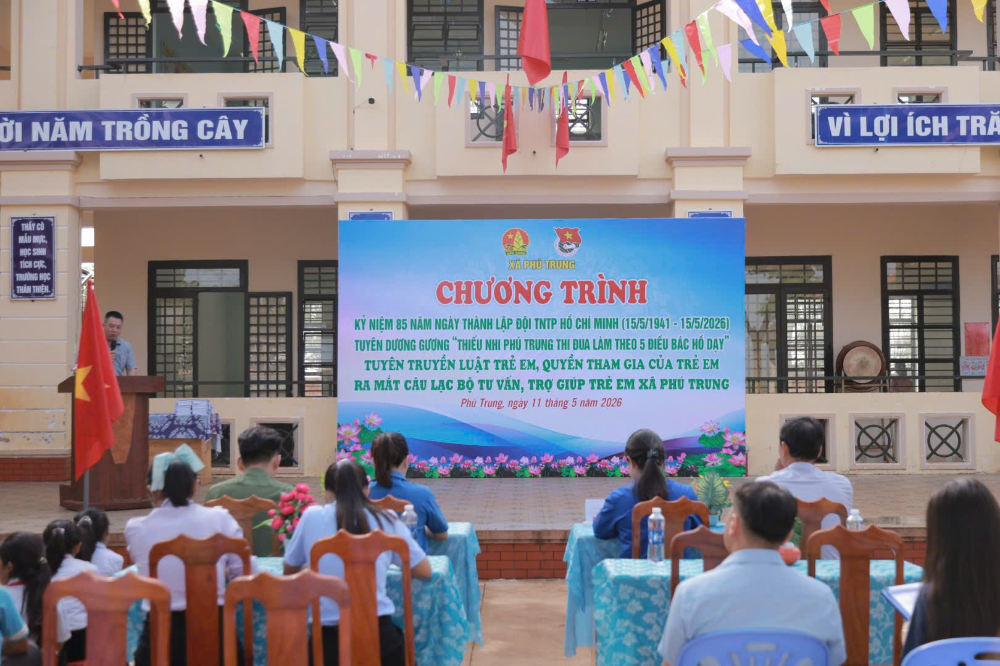 ỜI NĂM TRỒNG CÂY
VÌ LỢI ÍCH TRĂ
THẦY CÔ
MẪU MỰC,
HỌC SINH
TÍCH CỰC,
TRƯỜNG HỌC
THÂN THIỆN.
SẴN SÀNG
XÃ PHÚ TRUNG
CHƯƠNG TRÌNH
KỶ NIỆM 85 NĂM NGÀY THÀNH LẬP ĐỘI TNTP HỒ CHÍ MINH (15/5/1941 - 15/5/2026)
TUYÊN DƯƠNG GƯƠNG "THIẾU NHI PHÚ TRUNG THI ĐUA LÀM THEO 5 ĐIỀU BÁC HỒ DẠY"
TUYÊN TRUYỀN LUẬT TRẺ EM, QUYỀN THAM GIA CỦA TRẺ EM
RA MẮT CÂU LẠC BỘ TƯ VẤN, TRỢ GIÚP TRẺ EM XÃ PHÚ TRUNG
Phú Trung, ngày 11 tháng 5 năm 2026